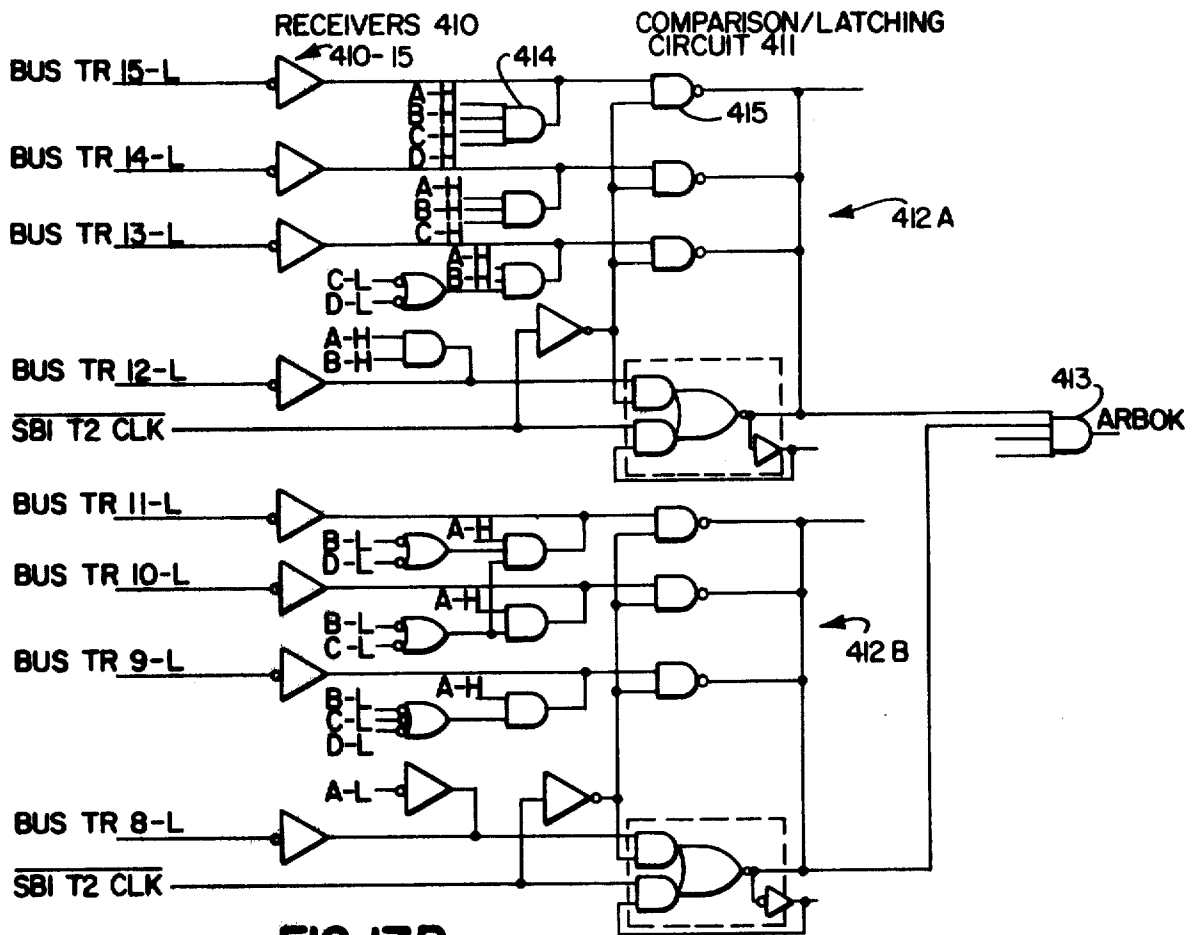 RECEIVERS 410
COMPARISON/LATCHING
CIRCUIT 411
410-15
414
BUS TR 15-L
A-H
B-H
C-H
D-H
415
BUS TR 14-L
A-H
B-H
C-H
412A
BUS TR 13-L
A-H
B-H
C-L
D-L
A-H
B-H
BUS TR 12-L
413
ARBOK
SBI T2 CLK
BUS TR 11-L
A-H
B-L
D-L
BUS TR 10-L
A-H
B-L
C-L
412B
BUS TR 9-L
A-H
B-L
C-L
D-L
A-L
BUS TR 8-L
SBI T2 CLK